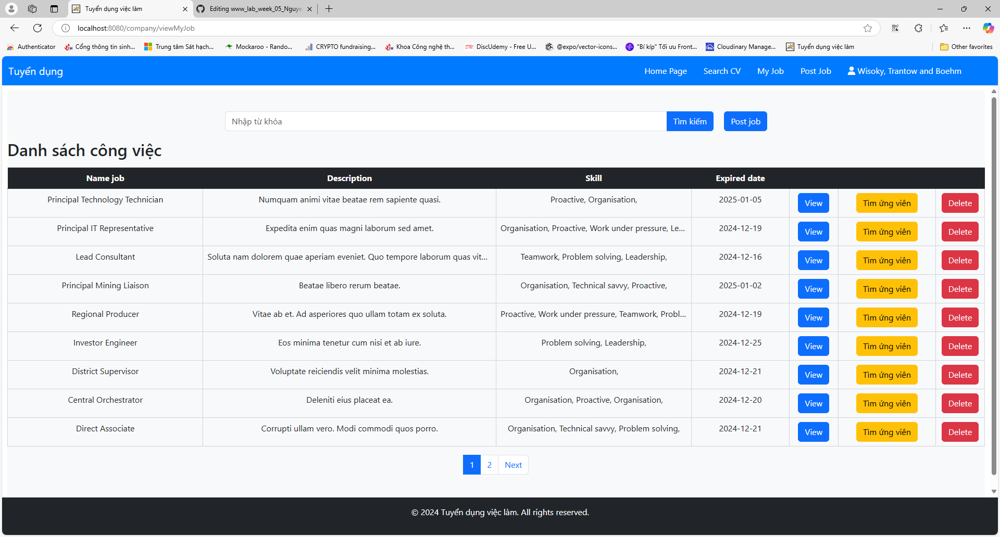 Tuyển dụng việc làm
Editing www_lab_week_05_Nguye
localhost:8080/company/viewMyJob
Authenticator Cổng thông tin sinh... Trung tâm Sát hạch... Mockaroo - Rando... CRYPTO fundraising... Khoa Công nghệ th... DU DiscUdemy - Free U... @expo/vector-icons... "Bí kíp" Tối ưu Front... Cloudinary Manage... Tuyển dụng việc làm Other favorites
Tuyển dụng Home Page Search CV My Job Post Job Wisoky, Trantow and Boehm
Nhập từ khóa Tìm kiếm Post job
Danh sách công việc
Name job Description Skill Expired date
Principal Technology Technician Numquam animi vitae beatae rem sapiente quasi. Proactive, Organisation, 2025-01-05 View Tìm ứng viên Delete
Principal IT Representative Expedita enim quas magni laborum sed amet. Organisation, Proactive, Work under pressure, Le... 2024-12-19 View Tìm ứng viên Delete
Lead Consultant Soluta nam dolorem quae aperiam eveniet. Quo tempore laborum quas vit... Teamwork, Problem solving, Leadership, 2024-12-16 View Tìm ứng viên Delete
Principal Mining Liaison Beatae libero rerum beatae. Organisation, Technical savvy, Proactive, 2025-01-02 View Tìm ứng viên Delete
Regional Producer Vitae ab et. Ad asperiores quo ullam totam ex soluta. Proactive, Work under pressure, Teamwork, Probl... 2024-12-19 View Tìm ứng viên Delete
Investor Engineer Eos minima tenetur cum nisi et ab iure. Problem solving, Leadership, 2024-12-25 View Tìm ứng viên Delete
District Supervisor Voluptate reiciendis velit minima molestias. Organisation, 2024-12-21 View Tìm ứng viên Delete
Central Orchestrator Deleniti eius placeat ea. Organisation, Proactive, Organisation, 2024-12-20 View Tìm ứng viên Delete
Direct Associate Corrupti ullam vero. Modi commodi quos porro. Organisation, Technical savvy, Problem solving, 2024-12-21 View Tìm ứng viên Delete
1 2 Next
© 2024 Tuyển dụng việc làm. All rights reserved.